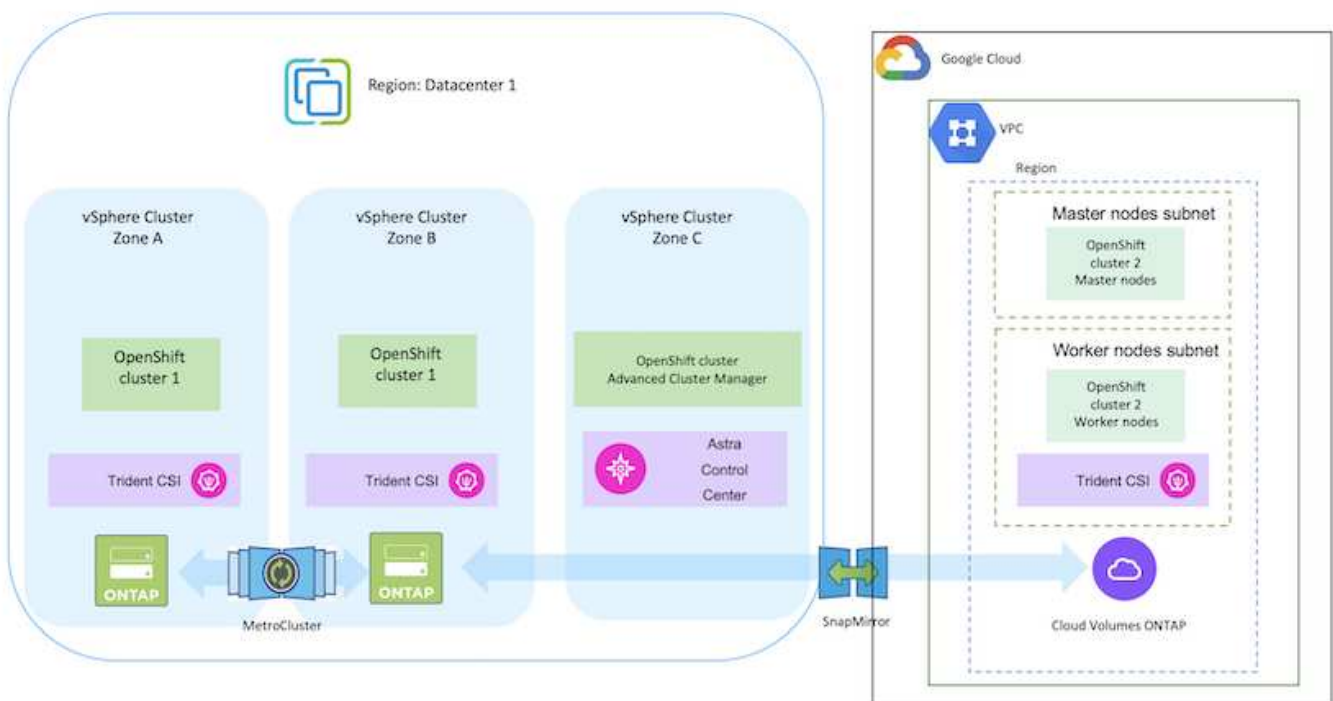 Region: Datacenter 1
vSphere Cluster
Zone A
vSphere Cluster
Zone B
vSphere Cluster
Zone C
OpenShift
cluster 1
OpenShift
cluster 1
OpenShift cluster
Advanced Cluster Manager
Trident CSI
Trident CSI
Astra
Control
Center
ONTAP
ONTAP
MetroCluster
SnapMirror
Google Cloud
VPC
Region
Master nodes subnet
OpenShift
cluster 2
Master nodes
Worker nodes subnet
OpenShift
cluster 2
Worker nodes
Trident CSI
Cloud Volumes ONTAP